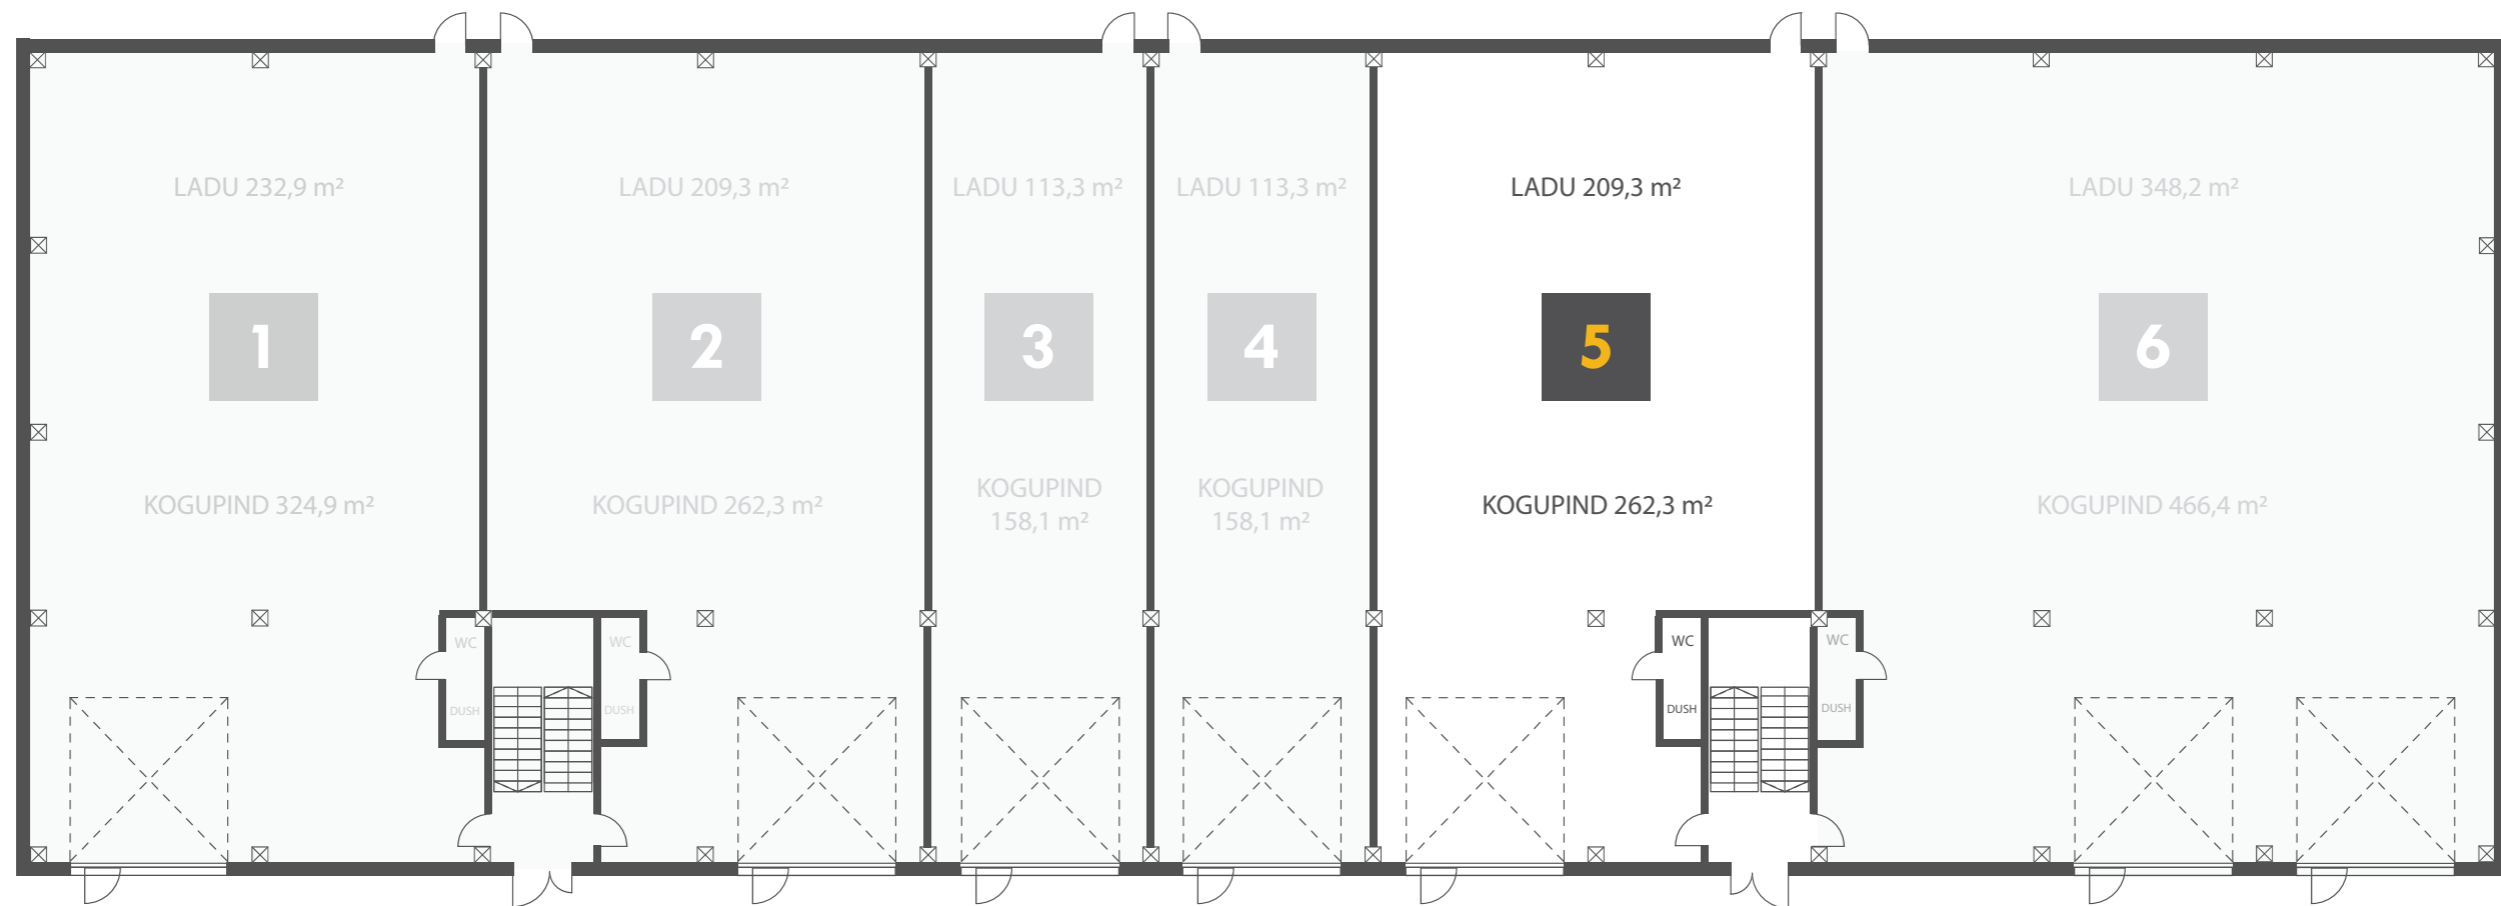 LADU 232,9 m²
LADU 209,3 m²
LADU 113,3 m²
LADU 113,3 m²
LADU 209,3 m²
LADU 348,2 m²
1
2
3
4
5
6
KOGUPIND 324,9 m²
KOGUPIND 262,3 m²
KOGUPIND
158,1 m²
KOGUPIND
158,1 m²
KOGUPIND 262,3 m²
KOGUPIND 466,4 m²
WC
WC
WC
WC
DUSH
DUSH
DUSH
DUSH